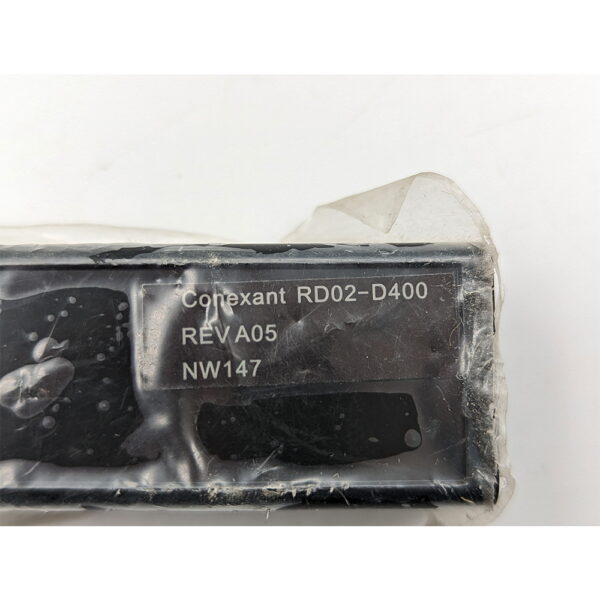 Conexant RD02-D400
REV A05
NW147